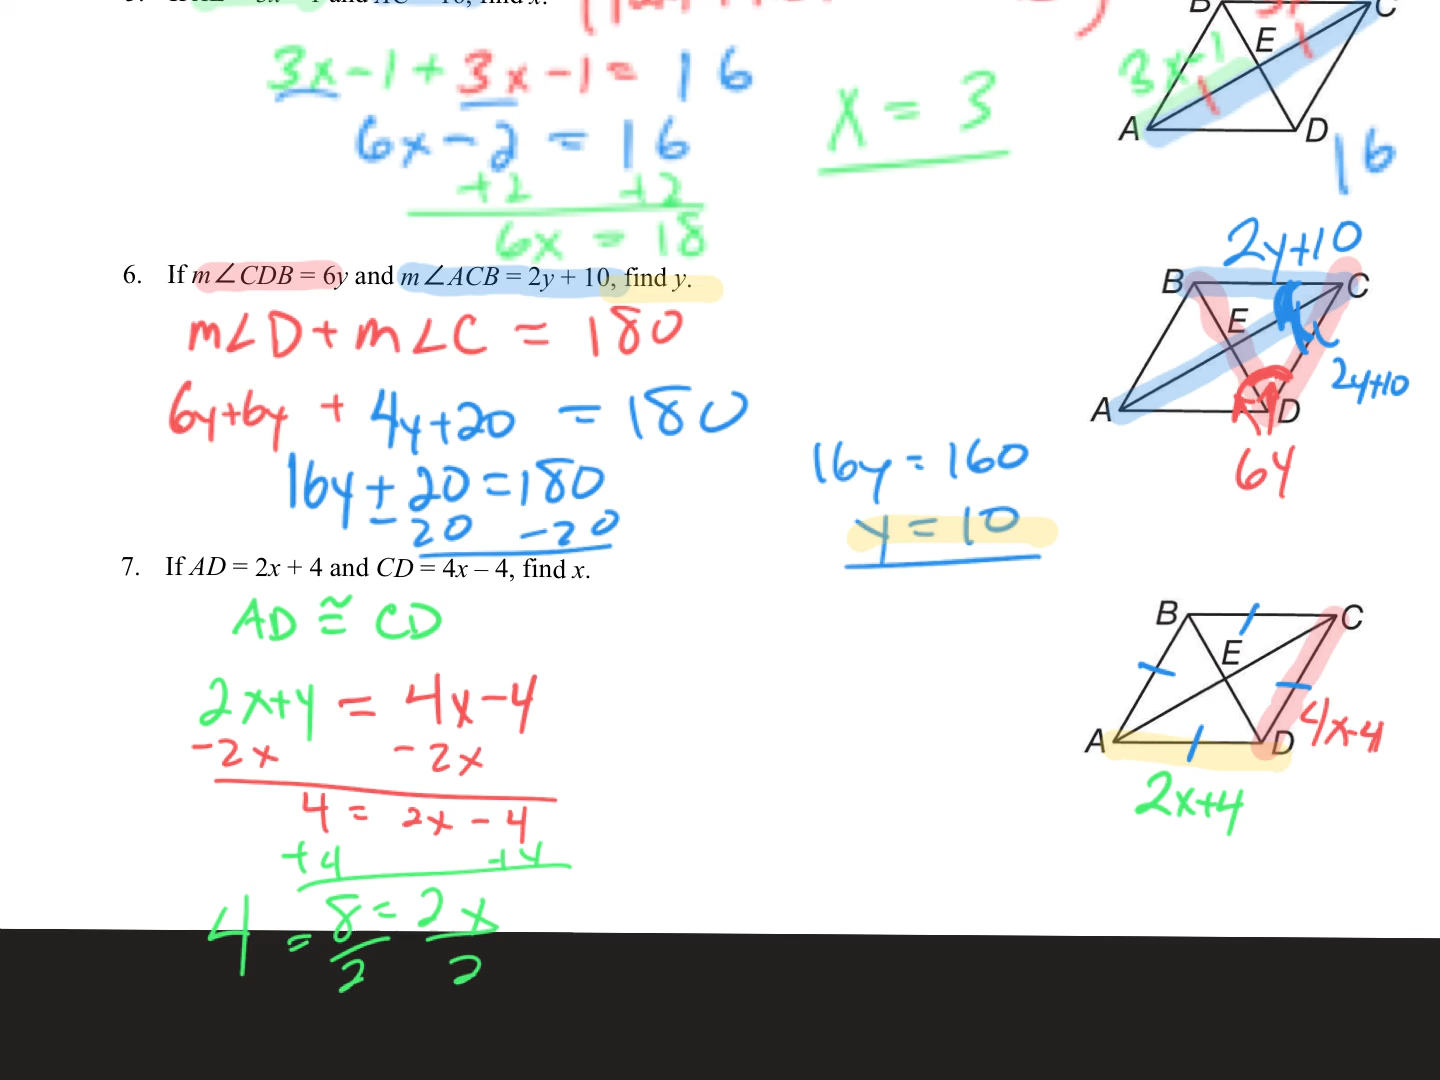 3x-1+3x-1=16
6x-2=16
+2 +2
6x=18
x=3
B
C
E
3x-1
A
D
16
6. If m∠CDB = 6y and m∠ACB = 2y + 10, find y.
m∠D+m∠C = 180
6y+6y + 4y+20 = 180
16y+20=180
-20 -20
16y=160
y=10
2y+10
B
C
E
2y+10
A
D
6y
7. If AD = 2x + 4 and CD = 4x – 4, find x.
AD ≅ CD
2x+4 = 4x-4
-2x -2x
4 = 2x-4
+4 +4
4 = 8/2 = 2x/2
B
C
E
4x-4
A
D
2x+4